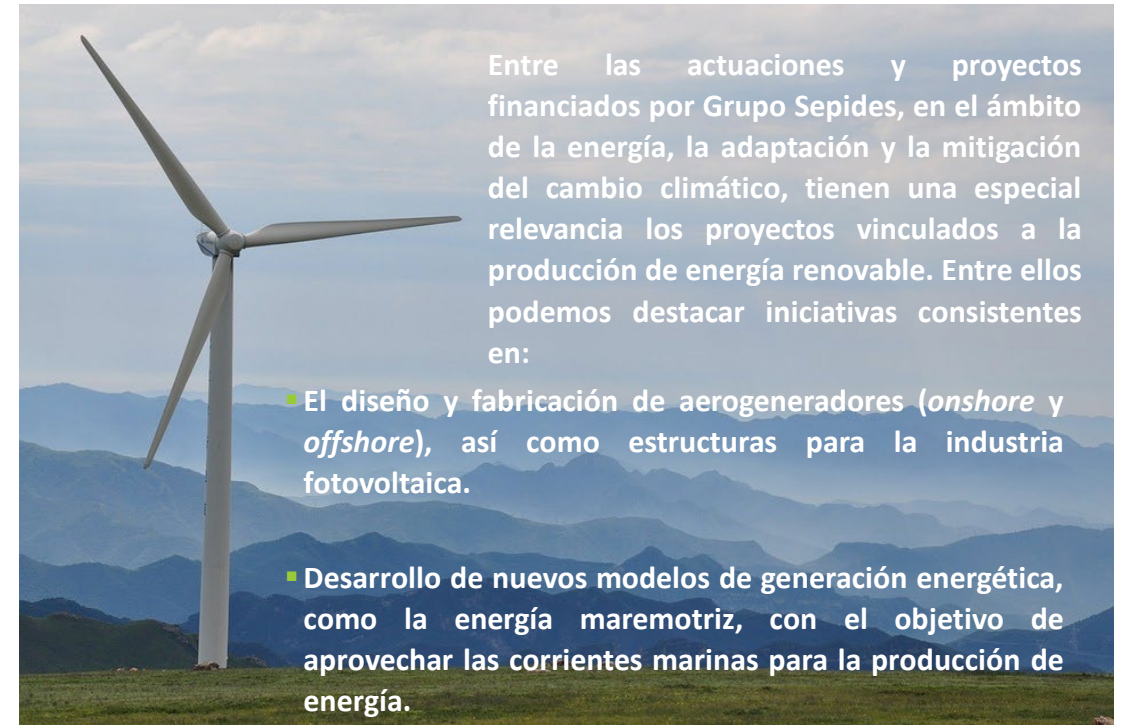 Entre las actuaciones y proyectos
financiados por Grupo Sepides, en el ámbito
de la energía, la adaptación y la mitigación
del cambio climático, tienen una especial
relevancia los proyectos vinculados a la
producción de energía renovable. Entre ellos
podemos destacar iniciativas consistentes
en:
▪ El diseño y fabricación de aerogeneradores (onshore y
offshore), así como estructuras para la industria
fotovoltaica.
▪ Desarrollo de nuevos modelos de generación energética,
como la energía maremotriz, con el objetivo de
aprovechar las corrientes marinas para la producción de
energía.